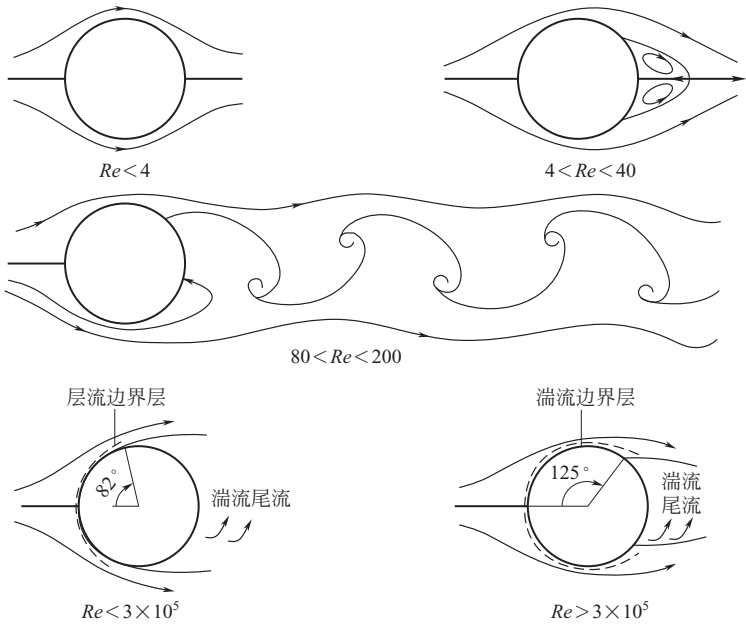 Re<4
4<Re<40
80<Re<200
层流边界层
82°
湍流尾流
Re<3×10⁵
湍流边界层
125°
湍流
尾流
Re>3×10⁵